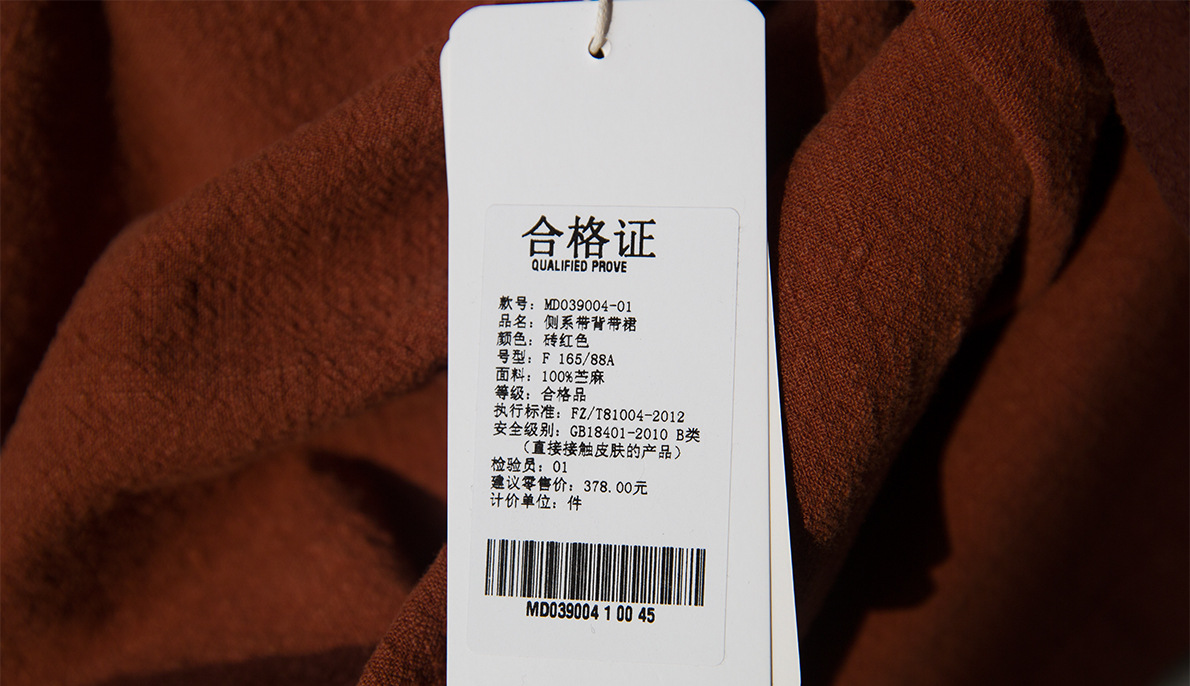 合格证
QUALIFIED PROVE
款号：MD039004-01
品名：侧系带背带裙
颜色：砖红色
号型：F 165/88A
面料：100%苎麻
等级：合格品
执行标准：FZ/T81004-2012
安全级别：GB18401-2010 B类
（直接接触皮肤的产品）
检验员：01
建议零售价：378.00元
计价单位：件
MD039004 1 00 45